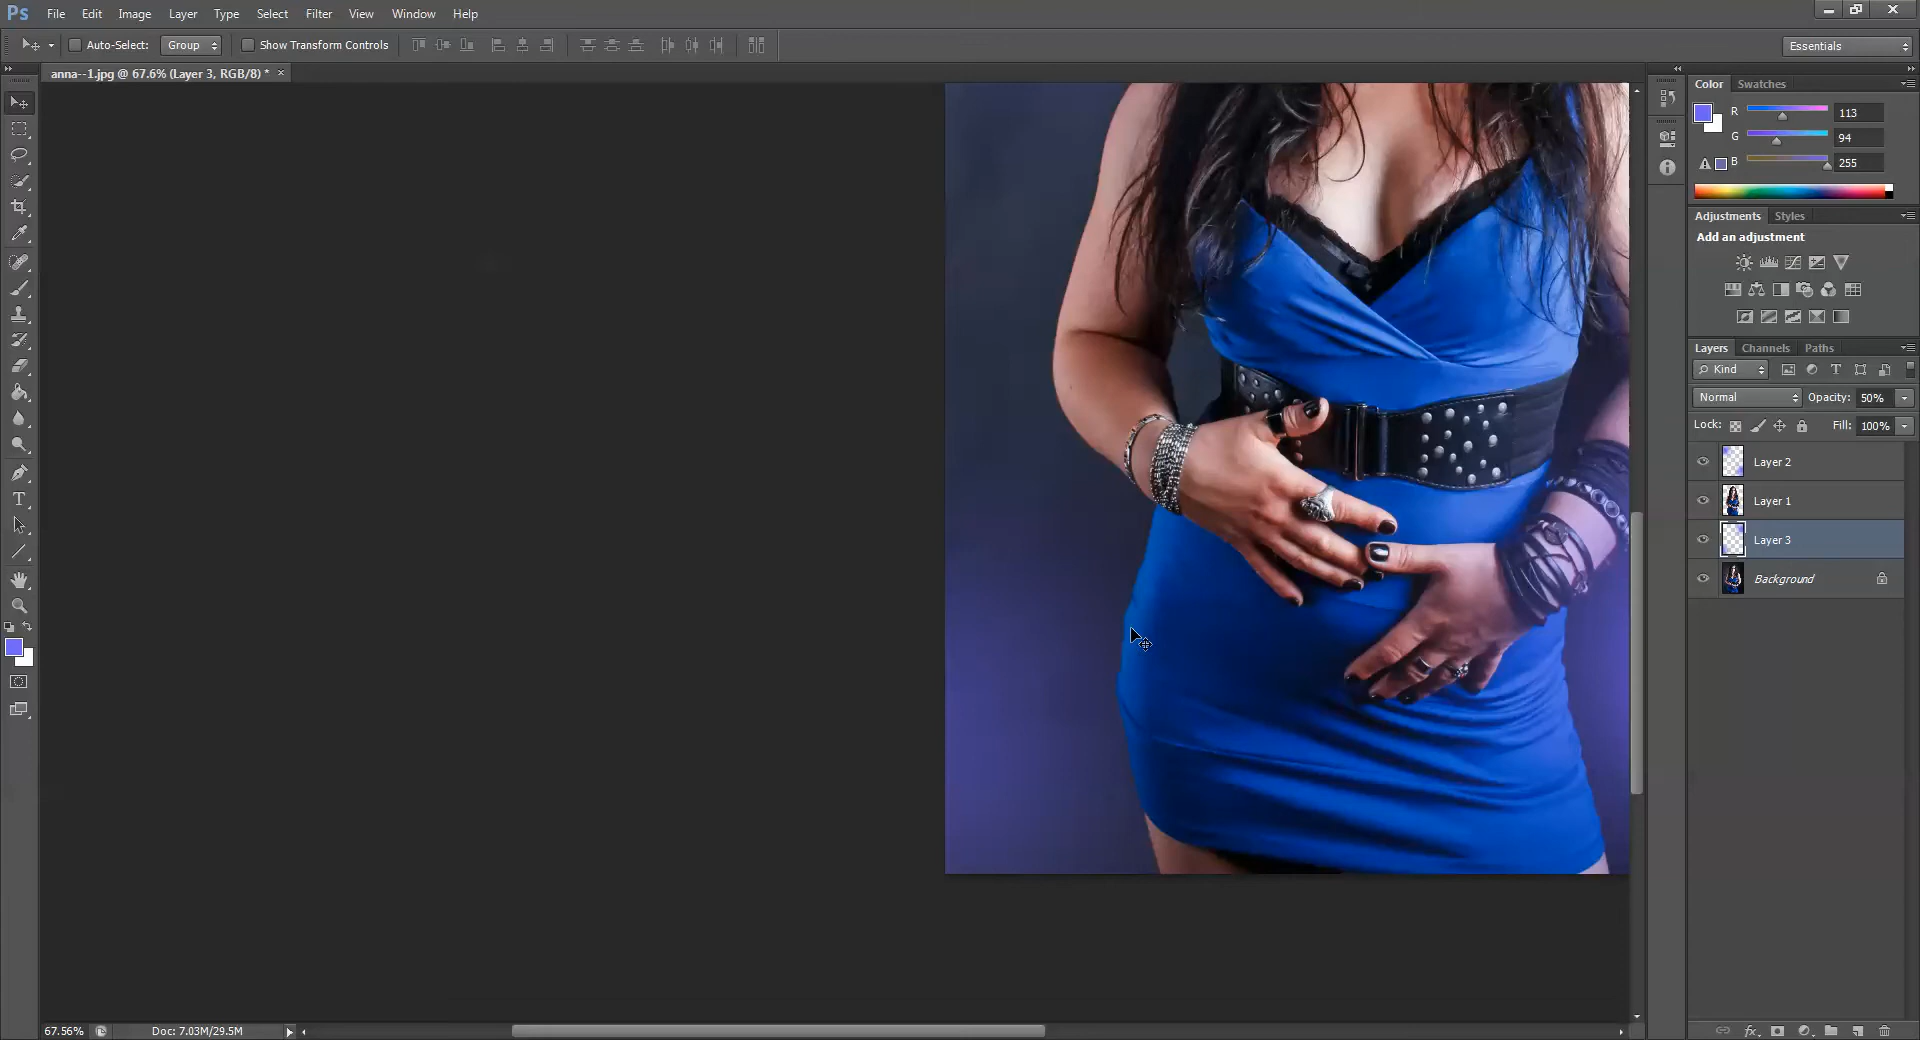 Ps File Edit Image Layer Type Select Filter View Window Help
Auto-Select: Group Show Transform Controls Essentials
anna--1.jpg @ 67.6% (Layer 3, RGB/8) * ×
Color Swatches
R 113
G 94
B 255
Adjustments Styles
Add an adjustment
Layers Channels Paths
Kind
Normal Opacity: 50%
Lock: Fill: 100%
Layer 2
Layer 1
Layer 3
Background
67.56% Doc: 7.03M/29.5M